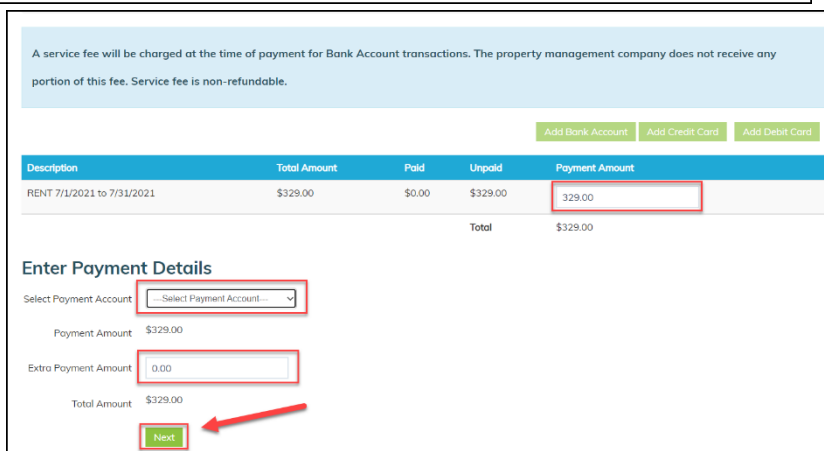 A service fee will be charged at the time of payment for Bank Account transactions. The property management company does not receive any
portion of this fee. Service fee is non-refundable.
Add Bank Account Add Credit Card Add Debit Card
Description Total Amount Paid Unpaid Payment Amount
RENT 7/1/2021 to 7/31/2021 $329.00 $0.00 $329.00 329.00
Total $329.00
Enter Payment Details
Select Payment Account ---Select Payment Account---
Payment Amount $329.00
Extra Payment Amount 0.00
Total Amount $329.00
Next